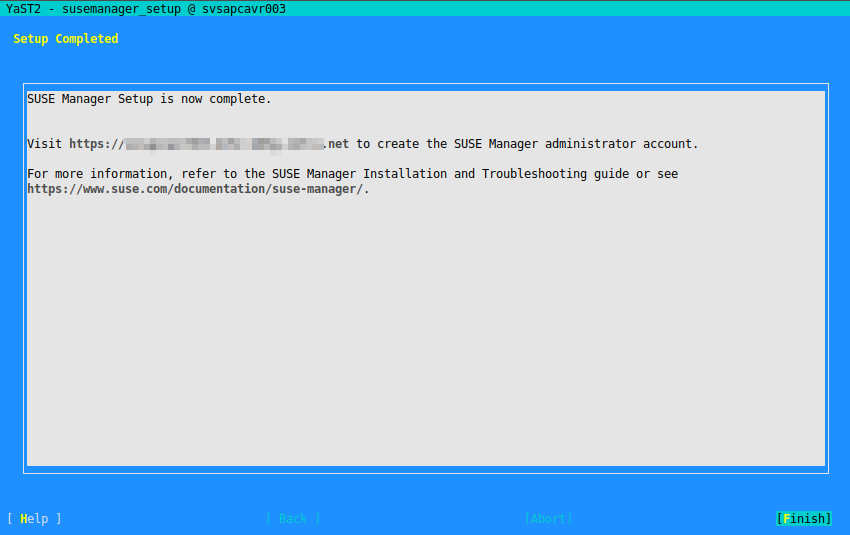 YaST2 - susemanager_setup @ svsapcavr003
Setup Completed
SUSE Manager Setup is now complete.
Visit https:// .net to create the SUSE Manager administrator account.
For more information, refer to the SUSE Manager Installation and Troubleshooting guide or see
https://www.suse.com/documentation/suse-manager/.
[ Help ] [ Back ] [Abort] [Finish]